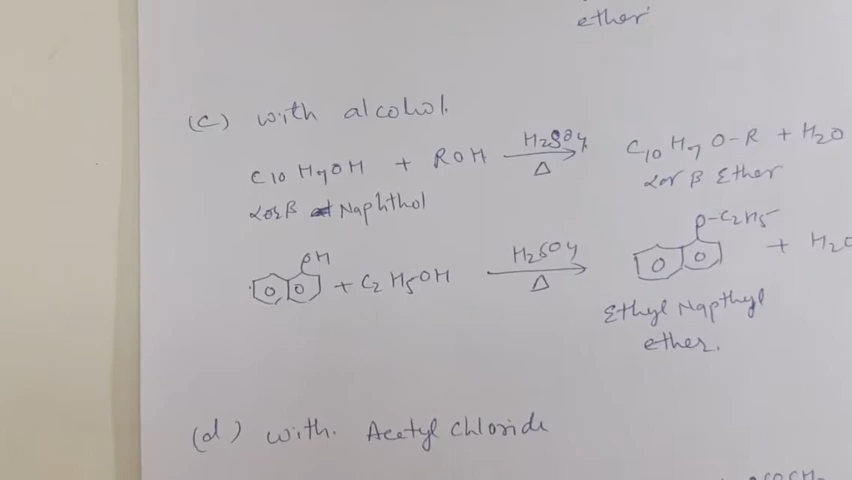 ether
(c) with alcohol.
C10 H7OH + ROH H2SO4 Δ C10 H7 O-R + H2O
α or β Naphthol α or β Ether
OH + C2H5OH H2SO4 Δ O-C2H5 + H2O
Ethyl Napthyl
ether.
(d) with. Acetyl chloride
OCOCH3